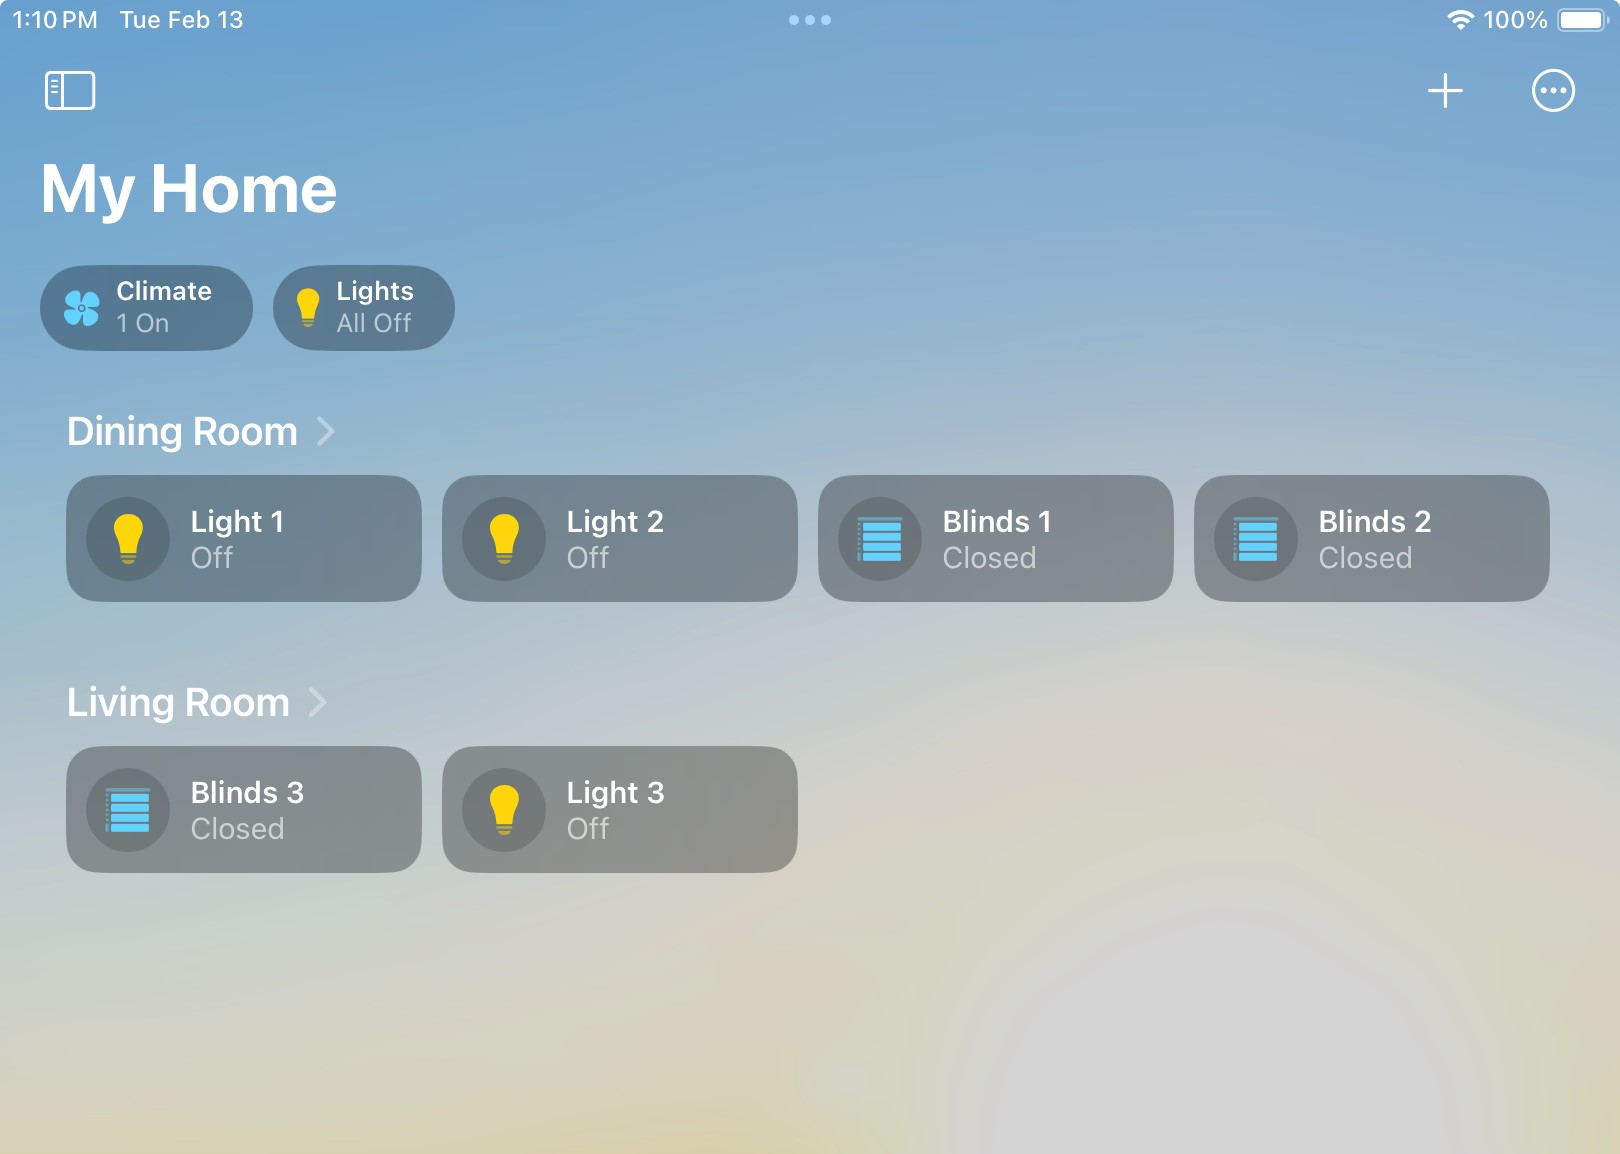 1:10 PM Tue Feb 13
100%
My Home
Climate
1 On
Lights
All Off
Dining Room
Light 1
Off
Light 2
Off
Blinds 1
Closed
Blinds 2
Closed
Living Room
Blinds 3
Closed
Light 3
Off